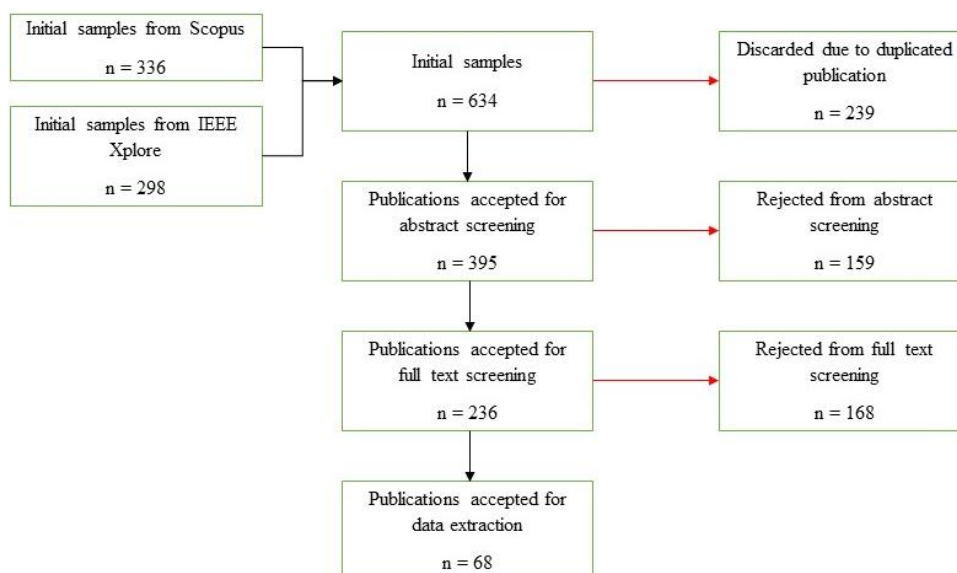 Initial samples from Scopus
n = 336
Initial samples from IEEE
Xplore
n = 298
Initial samples
n = 634
Discarded due to duplicated
publication
n = 239
Publications accepted for
abstract screening
n = 395
Rejected from abstract
screening
n = 159
Publications accepted for
full text screening
n = 236
Rejected from full text
screening
n = 168
Publications accepted for
data extraction
n = 68